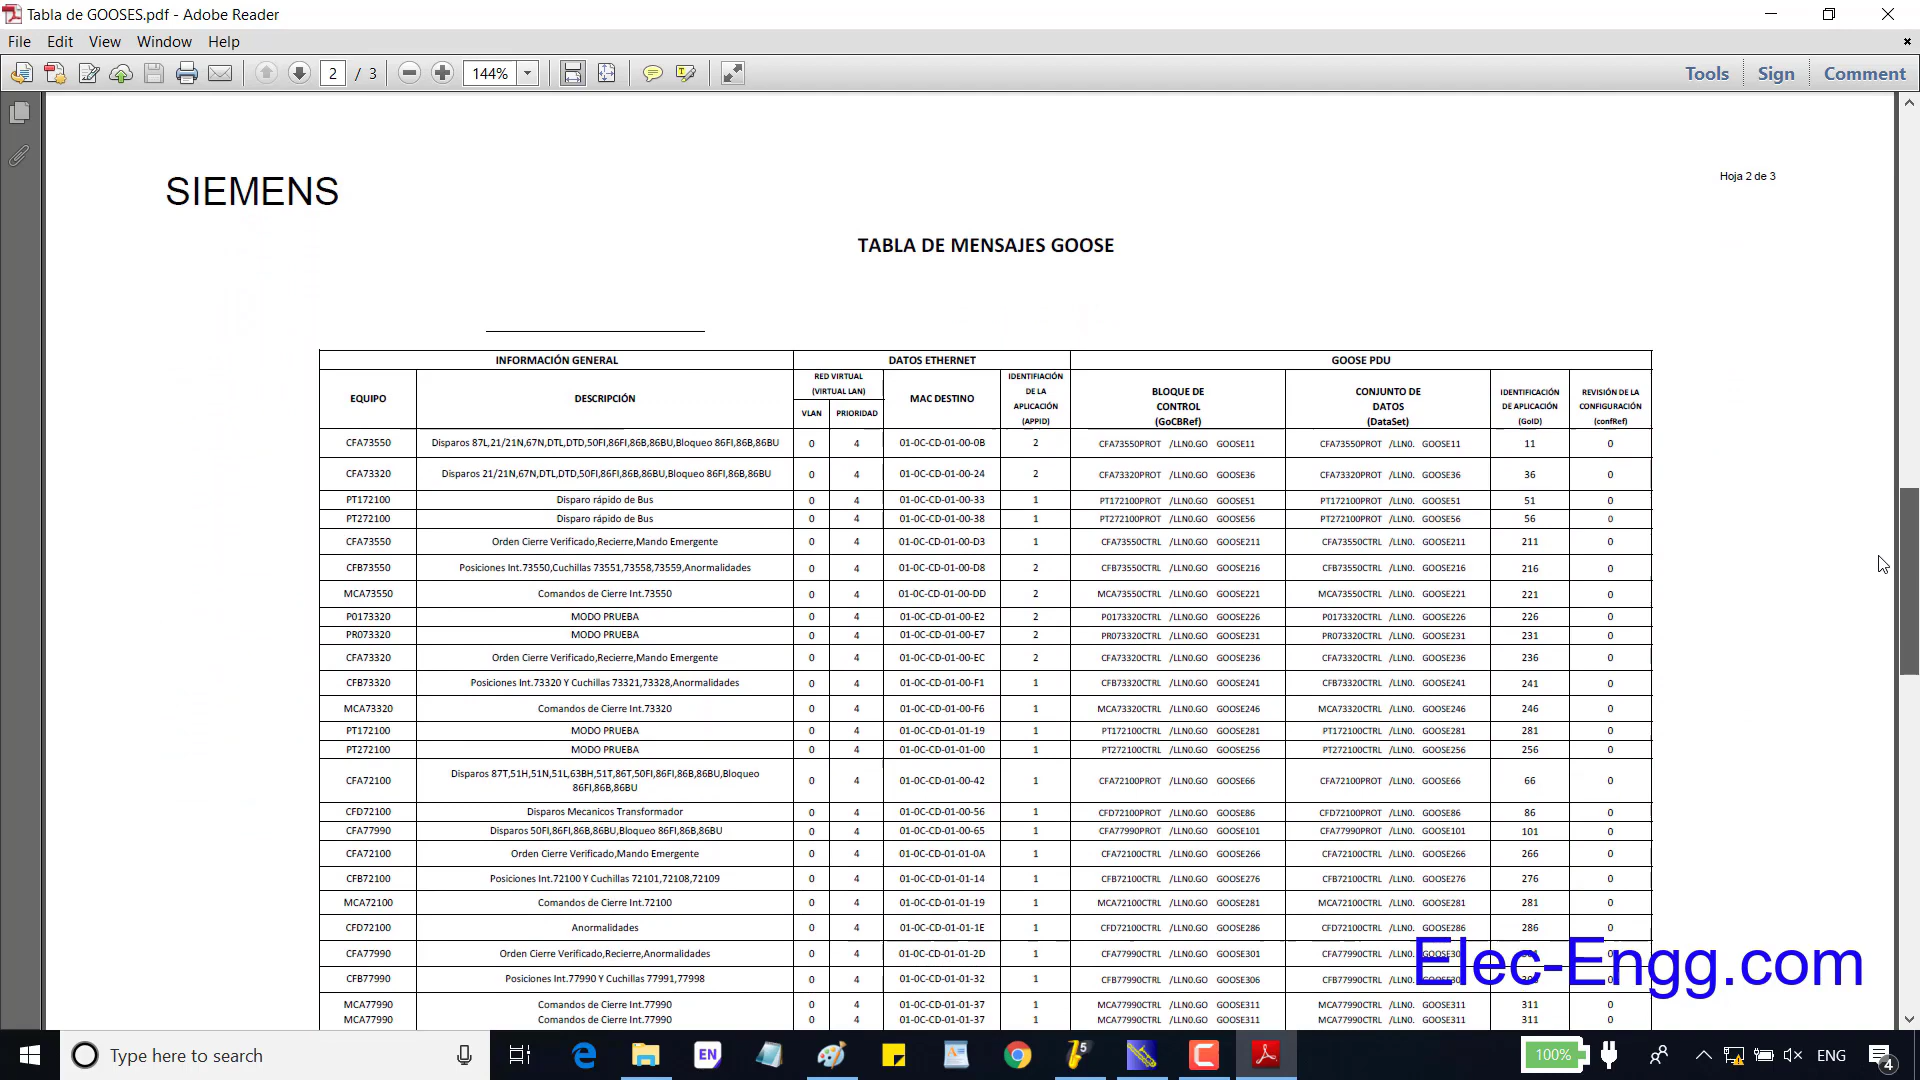 Tabla de GOOSES.pdf - Adobe Reader
File Edit View Window Help
2 / 3 144% Tools Sign Comment
SIEMENS
Hoja 2 de 3
TABLA DE MENSAJES GOOSE
INFORMACIÓN GENERAL DATOS ETHERNET GOOSE PDU
EQUIPO DESCRIPCIÓN RED VIRTUAL (VIRTUAL LAN) VLAN PRIORIDAD MAC DESTINO IDENTIFIACIÓN DE LA APLICACIÓN (APPID) BLOQUE DE CONTROL (GoCBRef) CONJUNTO DE DATOS (DataSet) IDENTIFICACIÓN DE APLICACIÓN (GoID) REVISIÓN DE LA CONFIGURACIÓN (confRef)
CFA73550 Disparos 87L,21/21N,67N,DTL,DTD,50FI,86FI,86B,86BU,Bloqueo 86FI,86B,86BU 0 4 01-0C-CD-01-00-0B 2 CFA73550PROT /LLN0.GO GOOSE11 CFA73550PROT /LLN0. GOOSE11 11 0
CFA73320 Disparos 21/21N,67N,DTL,DTD,50FI,86FI,86B,86BU,Bloqueo 86FI,86B,86BU 0 4 01-0C-CD-01-00-24 2 CFA73320PROT /LLN0.GO GOOSE36 CFA73320PROT /LLN0. GOOSE36 36 0
PT172100 Disparo rápido de Bus 0 4 01-0C-CD-01-00-33 1 PT172100PROT /LLN0.GO GOOSE51 PT172100PROT /LLN0. GOOSE51 51 0
PT272100 Disparo rápido de Bus 0 4 01-0C-CD-01-00-38 1 PT272100PROT /LLN0.GO GOOSE56 PT272100PROT /LLN0. GOOSE56 56 0
CFA73550 Orden Cierre Verificado,Recierre,Mando Emergente 0 4 01-0C-CD-01-00-D3 1 CFA73550CTRL /LLN0.GO GOOSE211 CFA73550CTRL /LLN0. GOOSE211 211 0
CFB73550 Posiciones Int.73550,Cuchillas 73551,73558,73559,Anormalidades 0 4 01-0C-CD-01-00-D8 2 CFB73550CTRL /LLN0.GO GOOSE216 CFB73550CTRL /LLN0. GOOSE216 216 0
MCA73550 Comandos de Cierre Int.73550 0 4 01-0C-CD-01-00-DD 2 MCA73550CTRL /LLN0.GO GOOSE221 MCA73550CTRL /LLN0. GOOSE221 221 0
P0173320 MODO PRUEBA 0 4 01-0C-CD-01-00-E2 2 P0173320CTRL /LLN0.GO GOOSE226 P0173320CTRL /LLN0. GOOSE226 226 0
PR073320 MODO PRUEBA 0 4 01-0C-CD-01-00-E7 2 PR073320CTRL /LLN0.GO GOOSE231 PR073320CTRL /LLN0. GOOSE231 231 0
CFA73320 Orden Cierre Verificado,Recierre,Mando Emergente 0 4 01-0C-CD-01-00-EC 2 CFA73320CTRL /LLN0.GO GOOSE236 CFA73320CTRL /LLN0. GOOSE236 236 0
CFB73320 Posiciones Int.73320 Y Cuchillas 73321,73328,Anormalidades 0 4 01-0C-CD-01-00-F1 2 CFB73320CTRL /LLN0.GO GOOSE241 CFB73320CTRL /LLN0. GOOSE241 241 0
MCA73320 Comandos de Cierre Int.73320 0 4 01-0C-CD-01-00-F6 2 MCA73320CTRL /LLN0.GO GOOSE246 MCA73320CTRL /LLN0. GOOSE246 246 0
PT172100 MODO PRUEBA 0 4 01-0C-CD-01-01-19 1 PT172100CTRL /LLN0.GO GOOSE281 PT172100CTRL /LLN0. GOOSE281 281 0
PT272100 MODO PRUEBA 0 4 01-0C-CD-01-01-00 1 PT272100CTRL /LLN0.GO GOOSE256 PT272100CTRL /LLN0. GOOSE256 256 0
CFA72100 Disparos 87T,51H,51N,51L,63BH,51T,86T,50FI,86FI,86B,86BU,Bloqueo 86FI,86B,86BU 0 4 01-0C-CD-01-00-42 1 CFA72100PROT /LLN0.GO GOOSE66 CFA72100PROT /LLN0. GOOSE66 66 0
CFD72100 Disparos Mecanicos Transformador 0 4 01-0C-CD-01-00-56 1 CFD72100PROT /LLN0.GO GOOSE86 CFD72100PROT /LLN0. GOOSE86 86 0
CFA77990 Disparos 50FI,86FI,86B,86BU,Bloqueo 86FI,86B,86BU 0 4 01-0C-CD-01-00-65 1 CFA77990PROT /LLN0.GO GOOSE101 CFA77990PROT /LLN0. GOOSE101 101 0
CFA72100 Orden Cierre Verificado,Mando Emergente 0 4 01-0C-CD-01-01-0A 1 CFA72100CTRL /LLN0.GO GOOSE266 CFA72100CTRL /LLN0. GOOSE266 266 0
CFB72100 Posiciones Int.72100 Y Cuchillas 72101,72108,72109 0 4 01-0C-CD-01-01-14 1 CFB72100CTRL /LLN0.GO GOOSE276 CFB72100CTRL /LLN0. GOOSE276 276 0
MCA72100 Comandos de Cierre Int.72100 0 4 01-0C-CD-01-01-19 1 MCA72100CTRL /LLN0.GO GOOSE281 MCA72100CTRL /LLN0. GOOSE281 281 0
CFD72100 Anormalidades 0 4 01-0C-CD-01-01-1E 1 CFD72100CTRL /LLN0.GO GOOSE286 CFD72100CTRL /LLN0. GOOSE286 286 0
CFA77990 Orden Cierre Verificado,Recierre,Anormalidades 0 4 01-0C-CD-01-01-2D 1 CFA77990CTRL /LLN0.GO GOOSE301 CFA77990CTRL /LLN0. 0
CFB77990 Posiciones Int.77990 Y Cuchillas 77991,77998 0 4 01-0C-CD-01-01-32 1 CFB77990CTRL /LLN0.GO GOOSE306 CFB77990CTRL /LLN0. 0
MCA77990 Comandos de Cierre Int.77990 0 4 01-0C-CD-01-01-37 1 MCA77990CTRL /LLN0.GO GOOSE311 MCA77990CTRL /LLN0. GOOSE311 311 0
MCA77990 Comandos de Cierre Int.77990 0 4 01-0C-CD-01-01-37 1 MCA77990CTRL /LLN0.GO GOOSE311 MCA77990CTRL /LLN0. GOOSE311 311 0
Elec-Engg.com
Type here to search EN 5 100% ENG 4